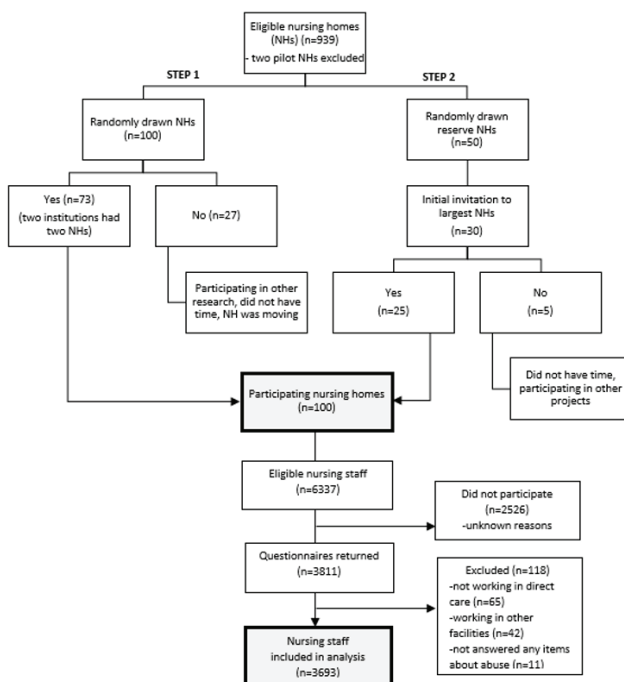 Eligible nursing homes
(NHs) (n=939)
- two pilot NHs excluded
STEP 1
STEP 2
Randomly drawn NHs
(n=100)
Randomly drawn
reserve NHs
(n=50)
Yes (n=73)
(two institutions had
two NHs)
No (n=27)
Initial invitation to
largest NHs
(n=30)
Participating in other
research, did not have
time, NH was moving
Yes
(n=25)
No
(n=5)
Did not have time,
participating in other
projects
Participating nursing homes
(n=100)
Eligible nursing staff
(n=6337)
Did not participate
(n=2526)
-unknown reasons
Questionnaires returned
(n=3811)
Excluded (n=118)
-not working in direct
care (n=65)
-working in other
facilities (n=42)
-not answered any items
about abuse (n=11)
Nursing staff
included in analysis
(n=3693)